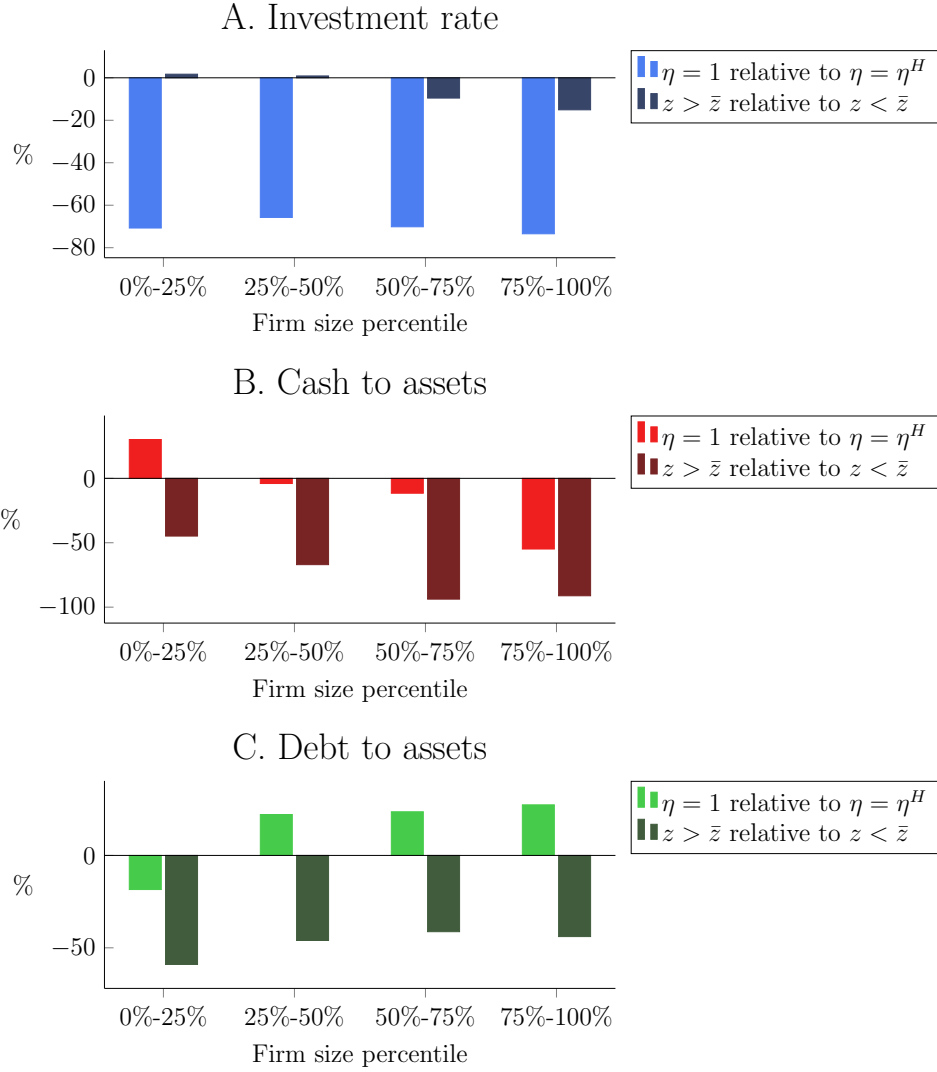 A. Investment rate
0
−20
−40
−60
−80
%
0%-25% 25%-50% 50%-75% 75%-100%
Firm size percentile
η = 1 relative to η = η^H
z > z̄ relative to z < z̄
B. Cash to assets
0
−50
−100
%
0%-25% 25%-50% 50%-75% 75%-100%
Firm size percentile
η = 1 relative to η = η^H
z > z̄ relative to z < z̄
C. Debt to assets
0
−50
%
0%-25% 25%-50% 50%-75% 75%-100%
Firm size percentile
η = 1 relative to η = η^H
z > z̄ relative to z < z̄